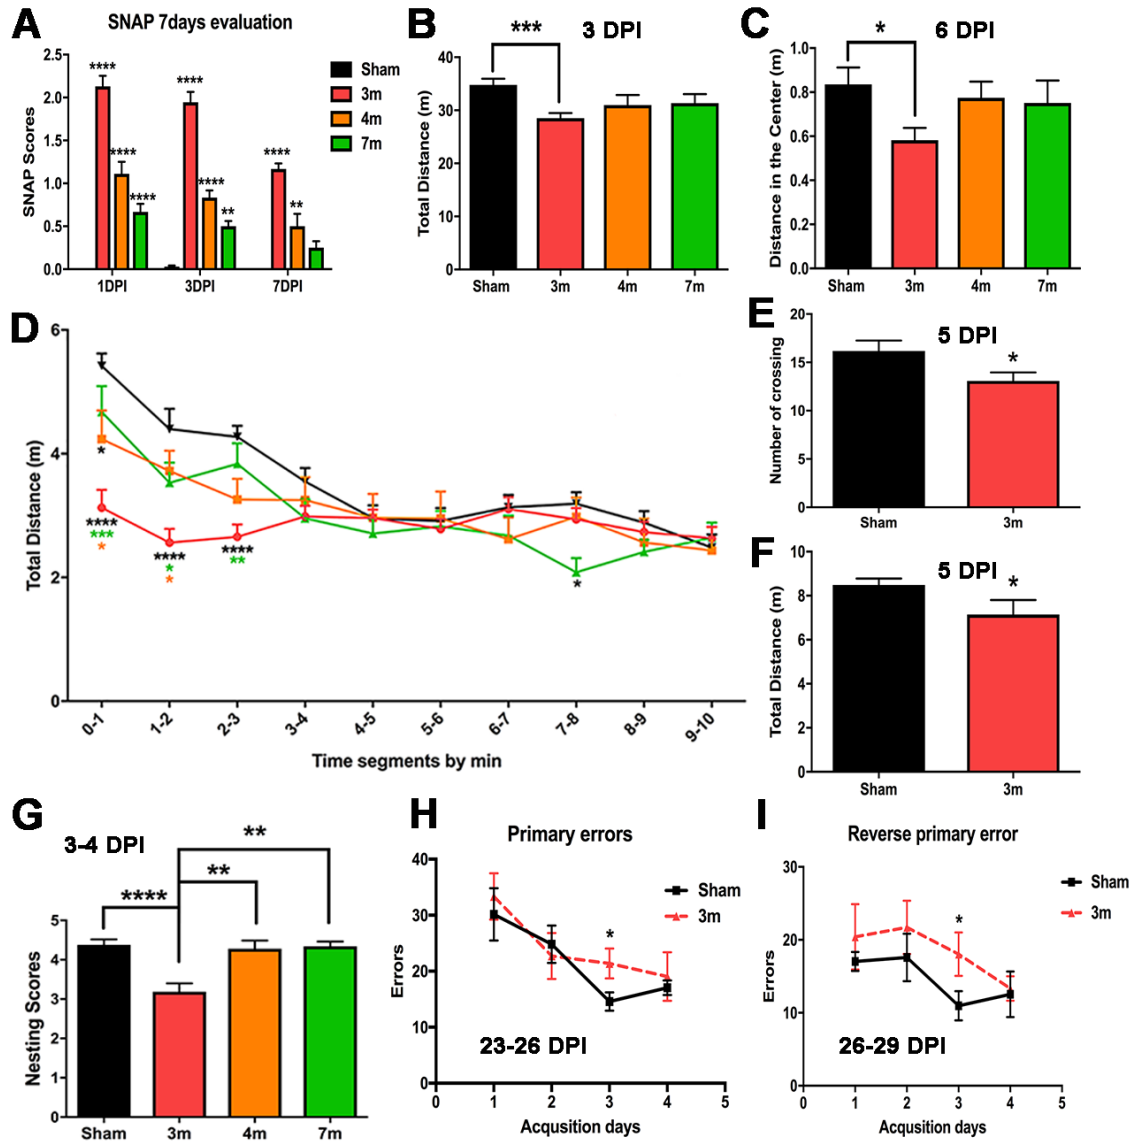 A
SNAP 7days evaluation
SNAP Scores
2.5
2.0
1.5
1.0
0.5
0.0
****
****
****
****
****
**
****
**
1DPI
3DPI
7DPI
Sham
3m
4m
7m
B
3 DPI
***
Total Distance (m)
40
30
20
10
0
Sham
3m
4m
7m
C
6 DPI
*
Distance in the Center (m)
1.0
0.8
0.6
0.4
0.2
0.0
Sham
3m
4m
7m
D
Total Distance (m)
6
4
2
0
*
****
***
*
****
*
*
****
**
*
0-1
1-2
2-3
3-4
4-5
5-6
6-7
7-8
8-9
9-10
Time segments by min
E
5 DPI
*
Number of crossing
20
15
10
5
0
Sham
3m
F
5 DPI
*
Total Distance (m)
10
8
6
4
2
0
Sham
3m
G
3-4 DPI
**
**
****
Nesting Scores
5
4
3
2
1
0
Sham
3m
4m
7m
H
Primary errors
Sham
3m
*
Errors
40
30
20
10
0
23-26 DPI
0
1
2
3
4
5
Acqusition days
I
Reverse primary error
Sham
3m
*
Errors
30
20
10
0
26-29 DPI
0
1
2
3
4
5
Acqusition days